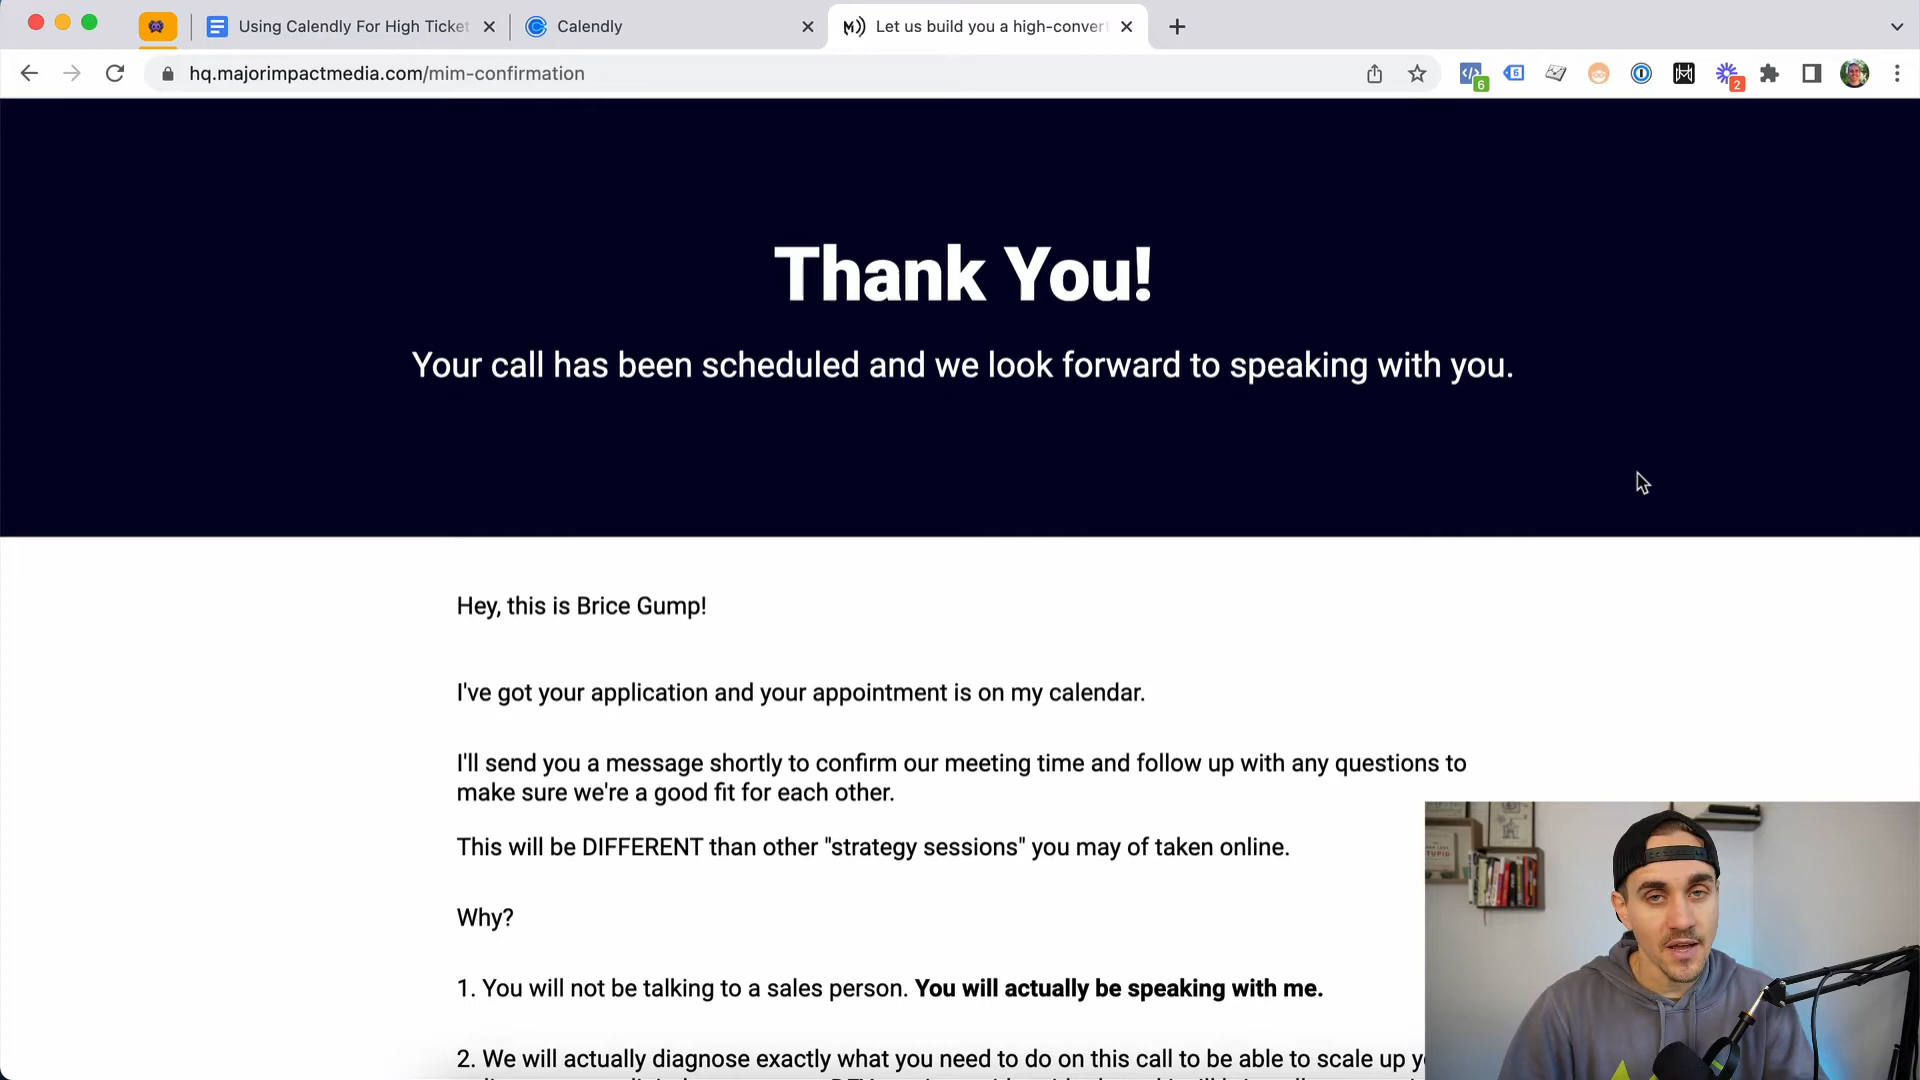 Using Calendly For High Ticket
Calendly
Let us build you a high-convert
hq.majorimpactmedia.com/mim-confirmation
6
6
2
Thank You!
Your call has been scheduled and we look forward to speaking with you.
Hey, this is Brice Gump!
I've got your application and your appointment is on my calendar.
I'll send you a message shortly to confirm our meeting time and follow up with any questions to
make sure we're a good fit for each other.
This will be DIFFERENT than other "strategy sessions" you may of taken online.
Why?
1. You will not be talking to a sales person. You will actually be speaking with me.
2. We will actually diagnose exactly what you need to do on this call to be able to scale up